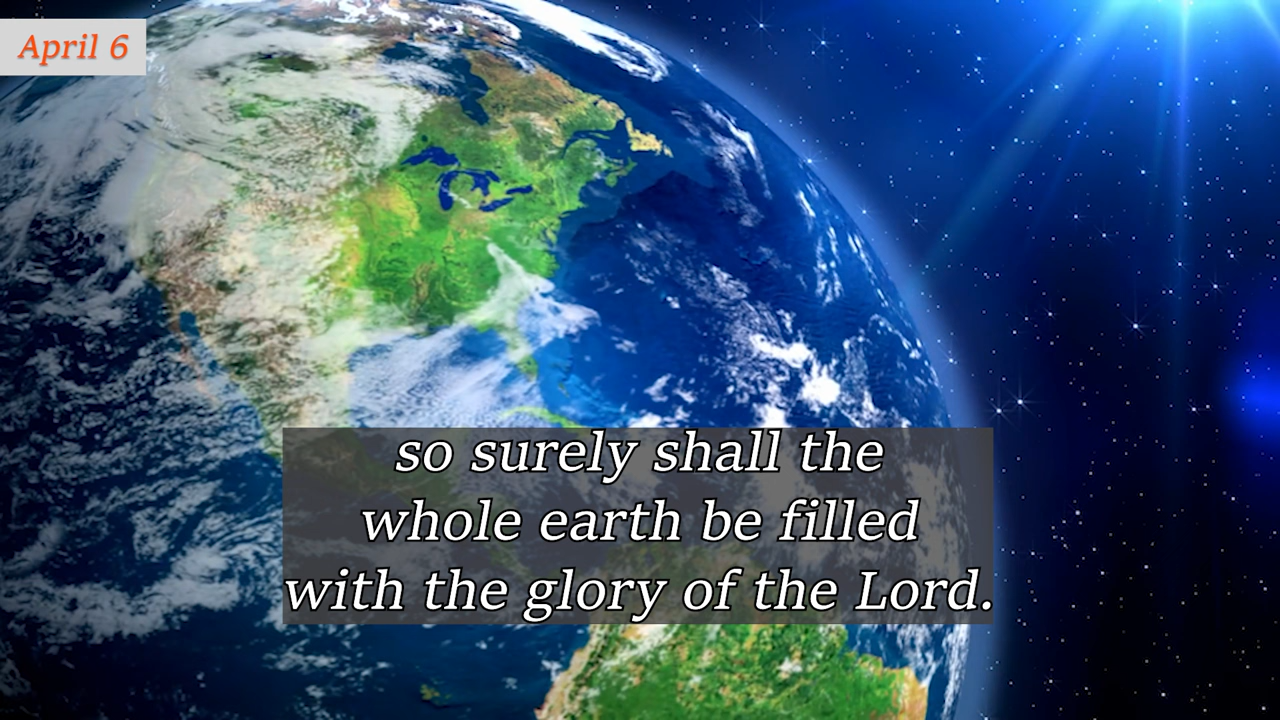 April 6
so surely shall the
whole earth be filled
with the glory of the Lord.